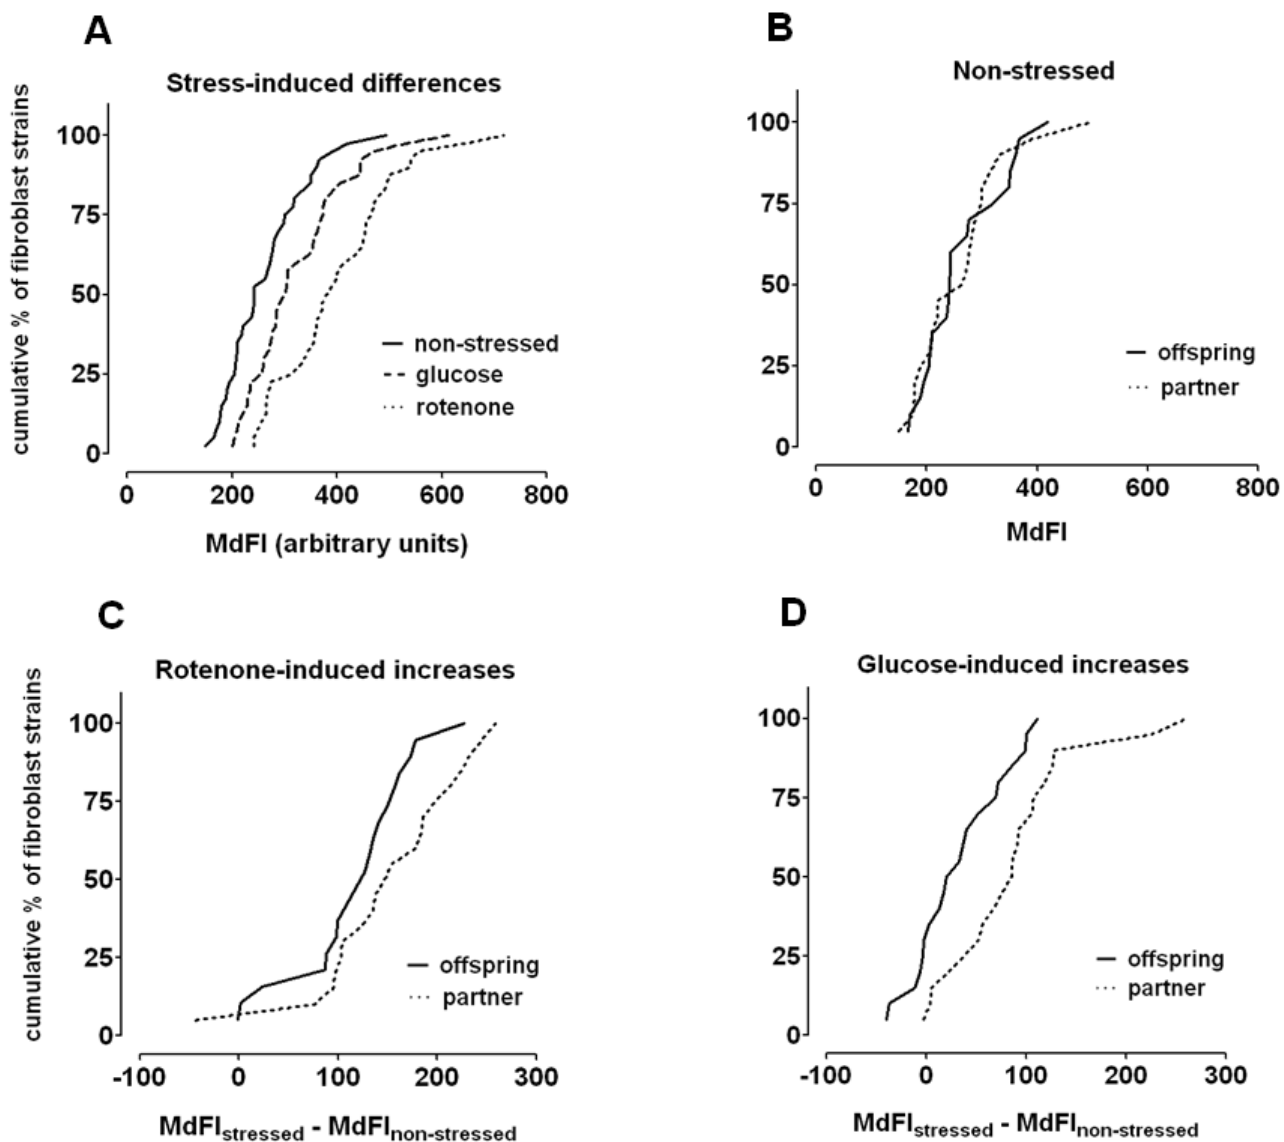 A
Stress-induced differences
cumulative % of fibroblast strains
100
75
50
25
0
non-stressed
glucose
rotenone
0 200 400 600 800
MdFI (arbitrary units)
B
Non-stressed
100
75
50
25
0
offspring
partner
0 200 400 600 800
MdFI
C
Rotenone-induced increases
cumulative % of fibroblast strains
100
75
50
25
0
offspring
partner
-100 0 100 200 300
MdFIstressed - MdFInon-stressed
D
Glucose-induced increases
100
75
50
25
0
offspring
partner
-100 0 100 200 300
MdFIstressed - MdFInon-stressed